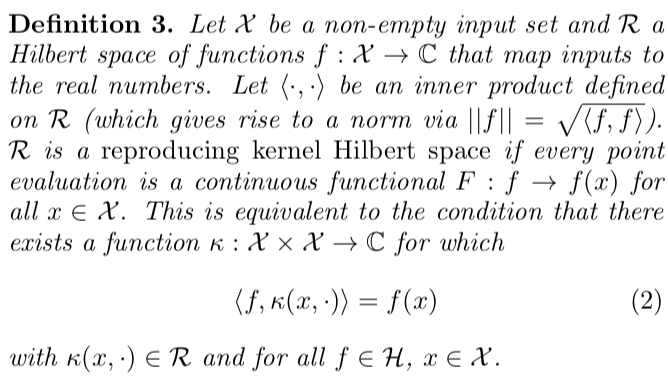 Definition 3. Let 𝒳 be a non-empty input set and ℛ a
Hilbert space of functions f : 𝒳 → ℂ that map inputs to
the real numbers. Let ⟨·, ·⟩ be an inner product defined
on ℛ (which gives rise to a norm via ||f|| = √⟨f, f⟩).
ℛ is a reproducing kernel Hilbert space if every point
evaluation is a continuous functional F : f → f(x) for
all x ∈ 𝒳. This is equivalent to the condition that there
exists a function κ : 𝒳 × 𝒳 → ℂ for which
⟨f, κ(x, ·)⟩ = f(x) (2)
with κ(x, ·) ∈ ℛ and for all f ∈ ℋ, x ∈ 𝒳.